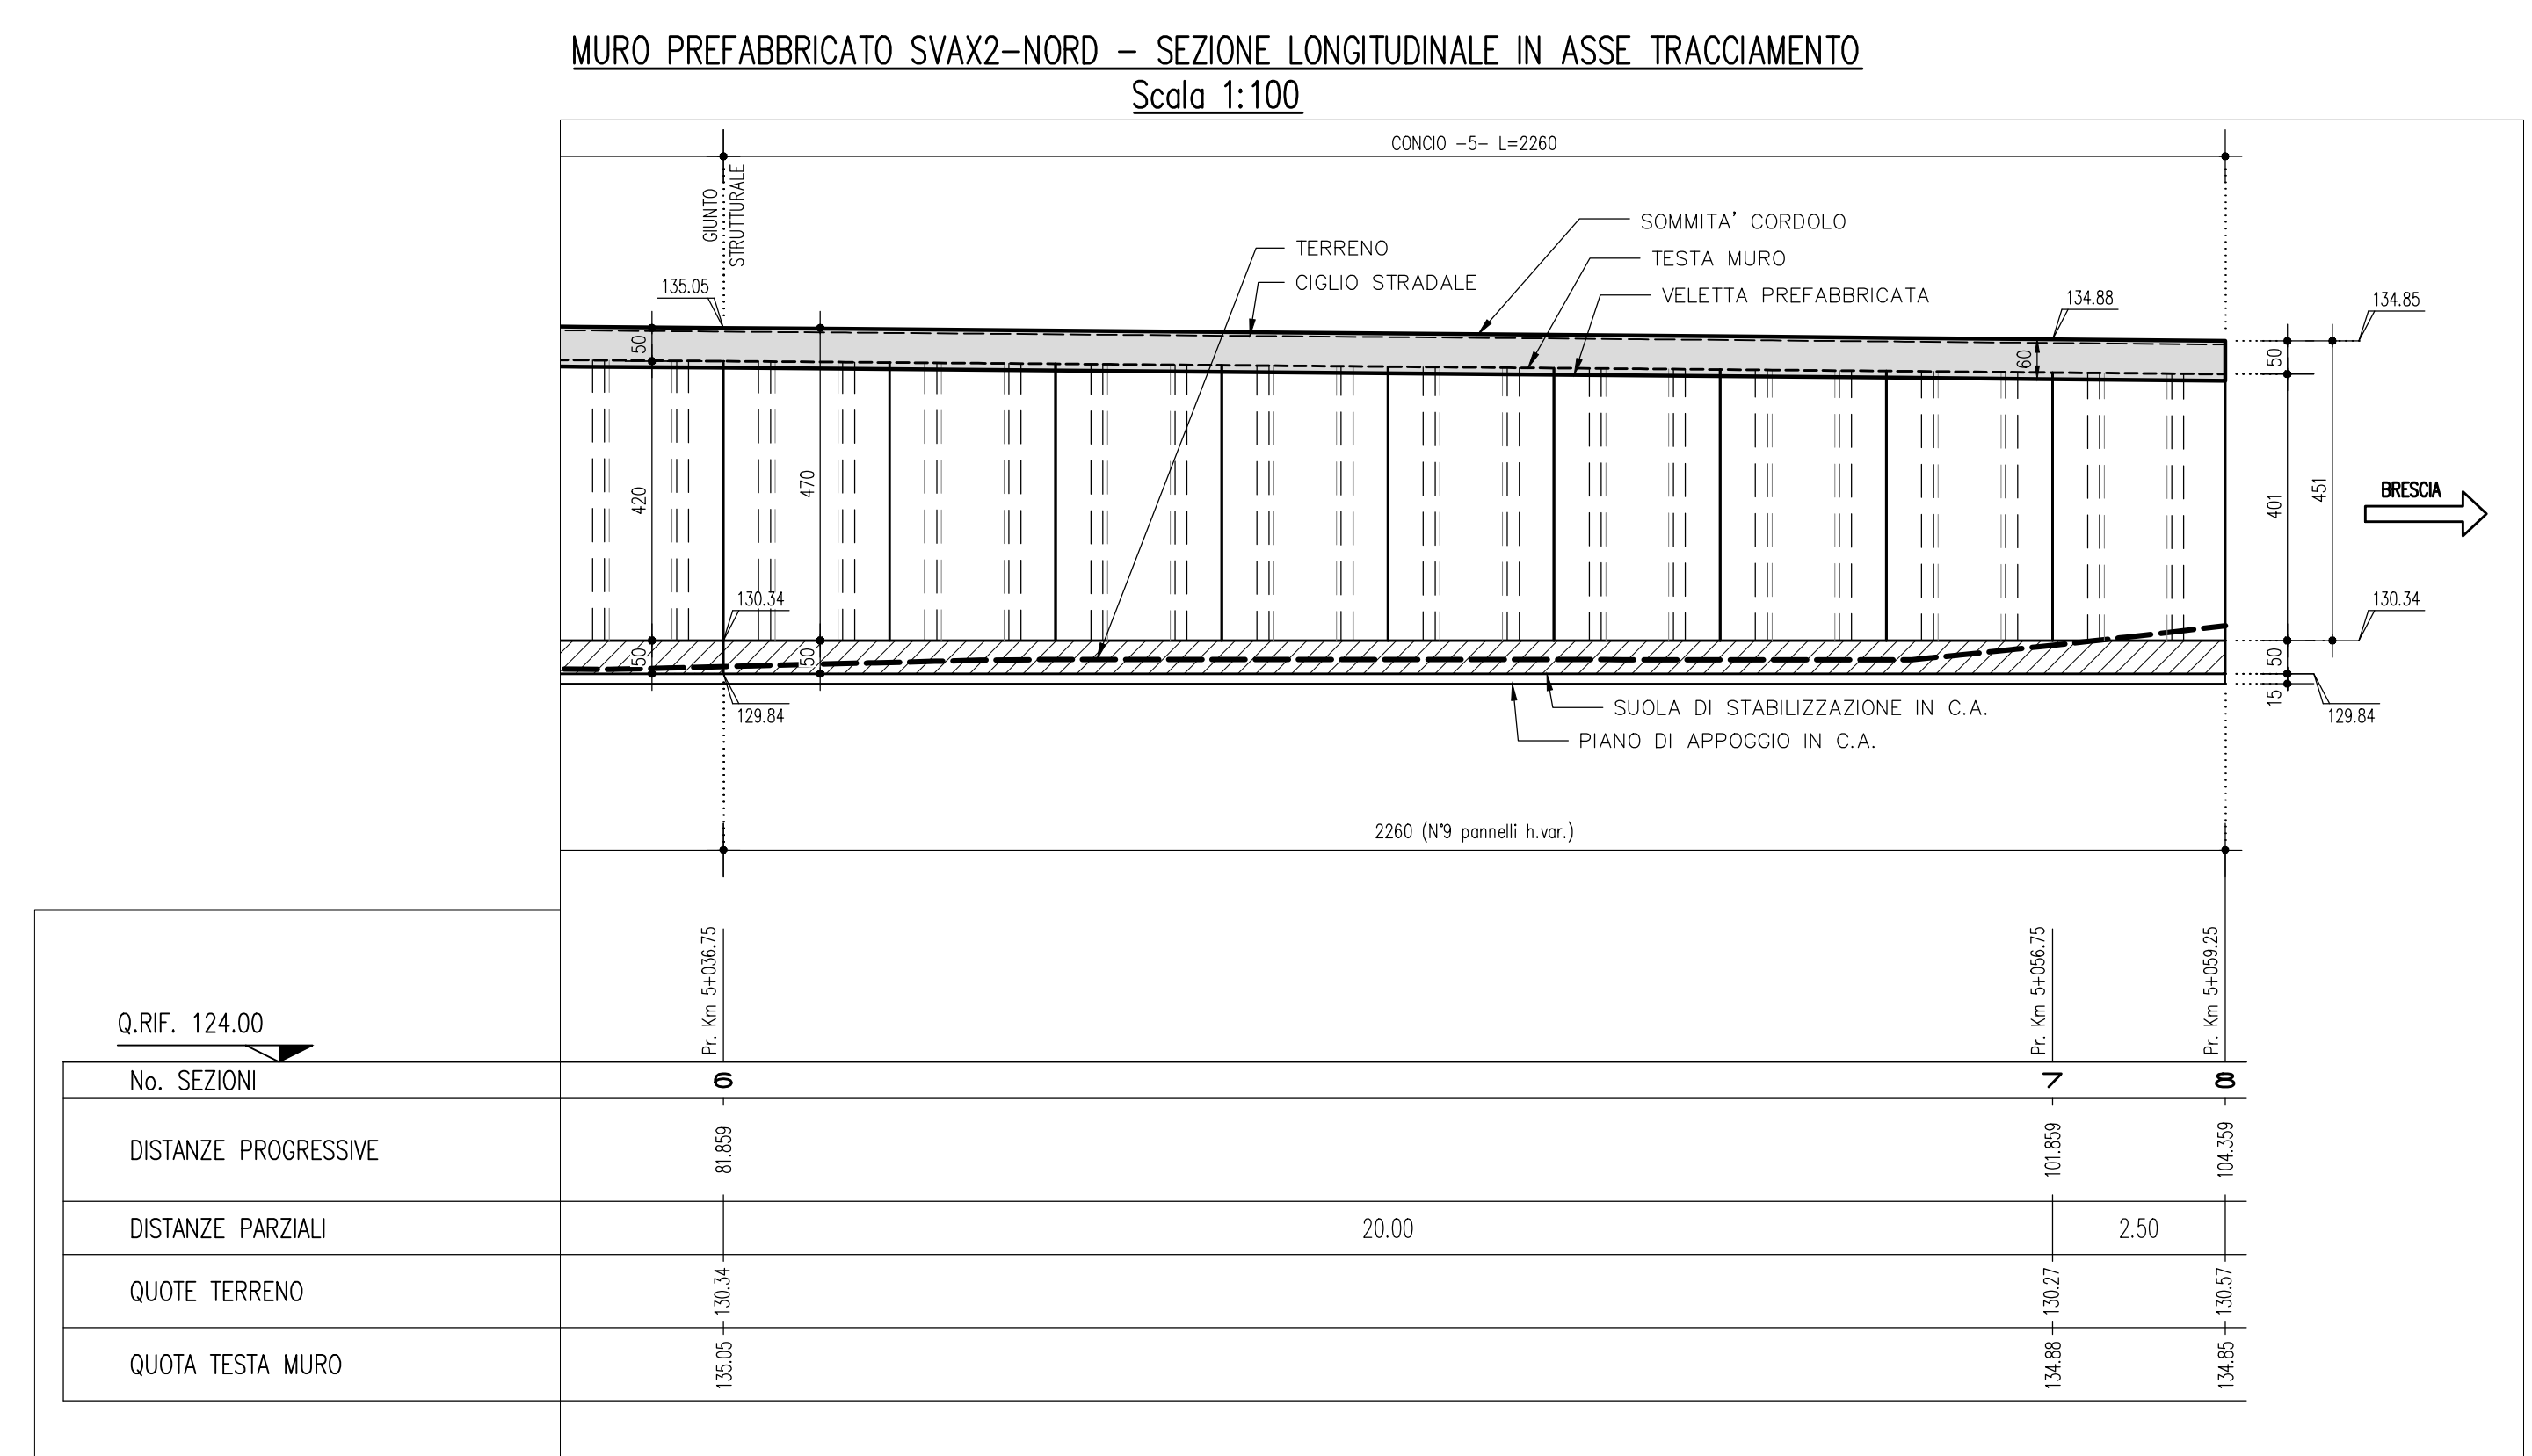 MURO PREFABBRICATO SVAX2-NORD - SEZIONE LONGITUDINALE IN ASSE TRACCIAMENTO
Scala 1:100
CONCIO -5- L=2260
GIUNTO
STRUTTURALE
SOMMITA' CORDOLO
TERRENO
TESTA MURO
CIGLIO STRADALE
VELETTA PREFABBRICATA
135.05
134.88
134.85
50
60
50
420
470
401
451
BRESCIA
130.34
130.34
50
50
50
15
129.84
129.84
SUOLA DI STABILIZZAZIONE IN C.A.
PIANO DI APPOGGIO IN C.A.
2260 (N°9 pannelli h.var.)
Pr. Km 5+036.75
Pr. Km 5+056.75
Pr. Km 5+059.25
Q.RIF. 124.00
No. SEZIONI 6 7 8
DISTANZE PROGRESSIVE 81.859 101.859 104.359
DISTANZE PARZIALI 20.00 2.50
QUOTE TERRENO 130.34 130.27 130.57
QUOTA TESTA MURO 135.05 134.88 134.85